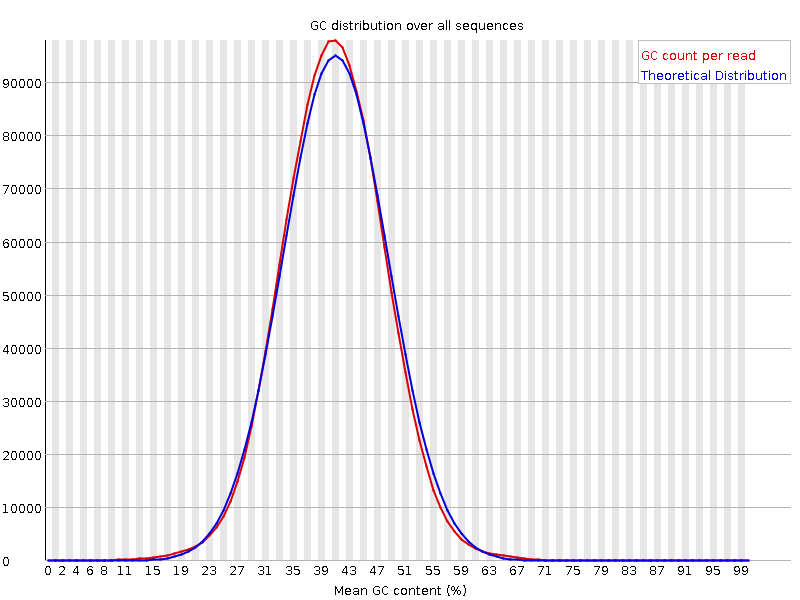 GC distribution over all sequences
GC count per read
Theoretical Distribution
90000
80000
70000
60000
50000
40000
30000
20000
10000
0
0 2 4 6 8 11 15 19 23 27 31 35 39 43 47 51 55 59 63 67 71 75 79 83 87 91 95 99
Mean GC content (%)